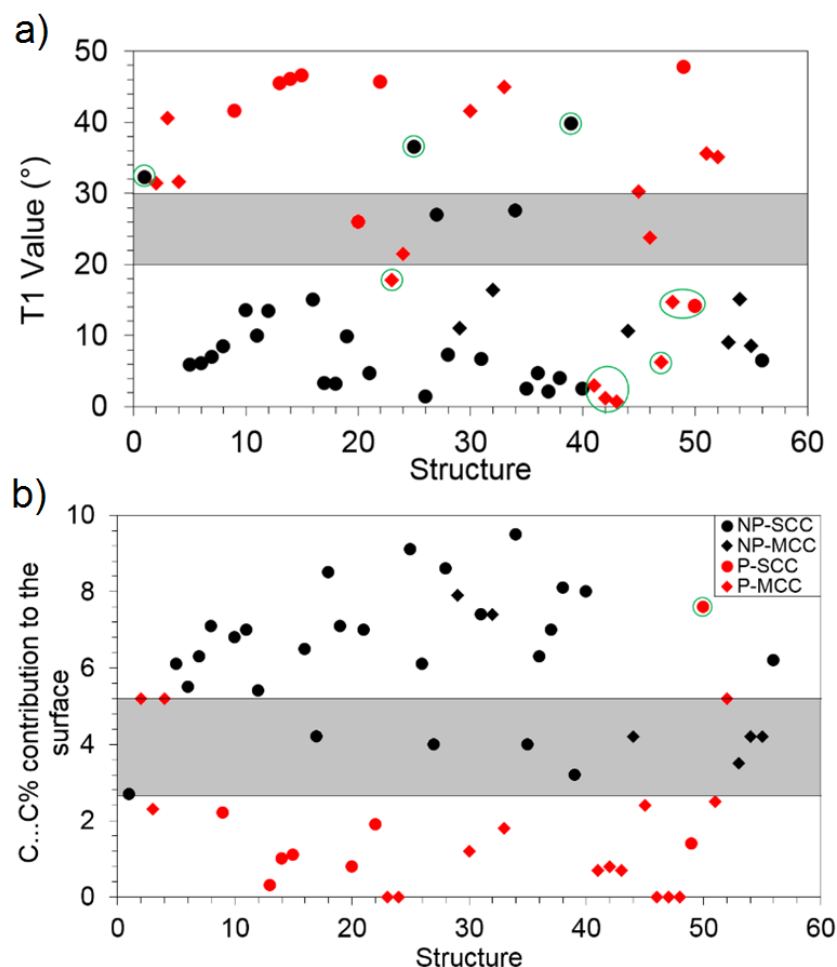 a)
50
40
30
20
10
0
T1 Value (°)
0 10 20 30 40 50 60
Structure
b)
10
8
6
4
2
0
C...C% contribution to the
surface
NP-SCC
NP-MCC
P-SCC
P-MCC
0 10 20 30 40 50 60
Structure